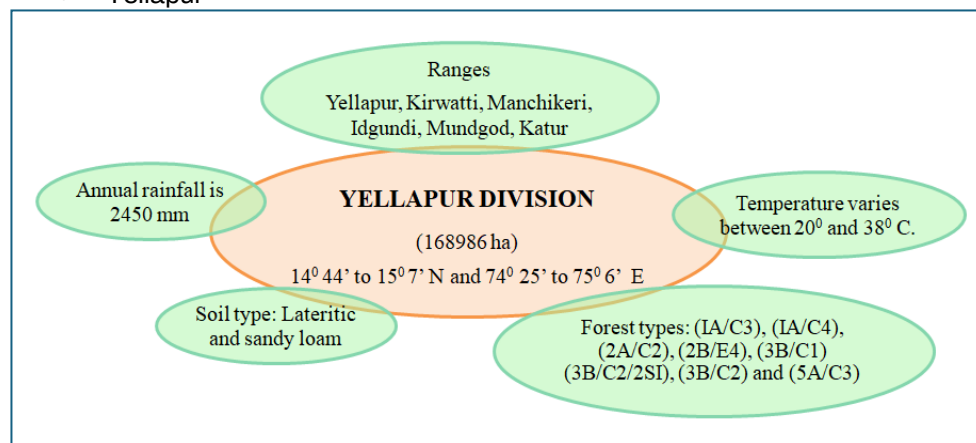 Yellapur
Ranges
Yellapur, Kirwatti, Manchikeri,
Idgundi, Mundgod, Katur
Annual rainfall is
2450 mm
YELLAPUR DIVISION
(168986 ha)
14⁰ 44’ to 15⁰ 7’ N and 74⁰ 25’ to 75⁰ 6’ E
Temperature varies
between 20⁰ and 38⁰ C.
Soil type: Lateritic
and sandy loam
Forest types: (IA/C3), (IA/C4),
(2A/C2), (2B/E4), (3B/C1)
(3B/C2/2SI), (3B/C2) and (5A/C3)